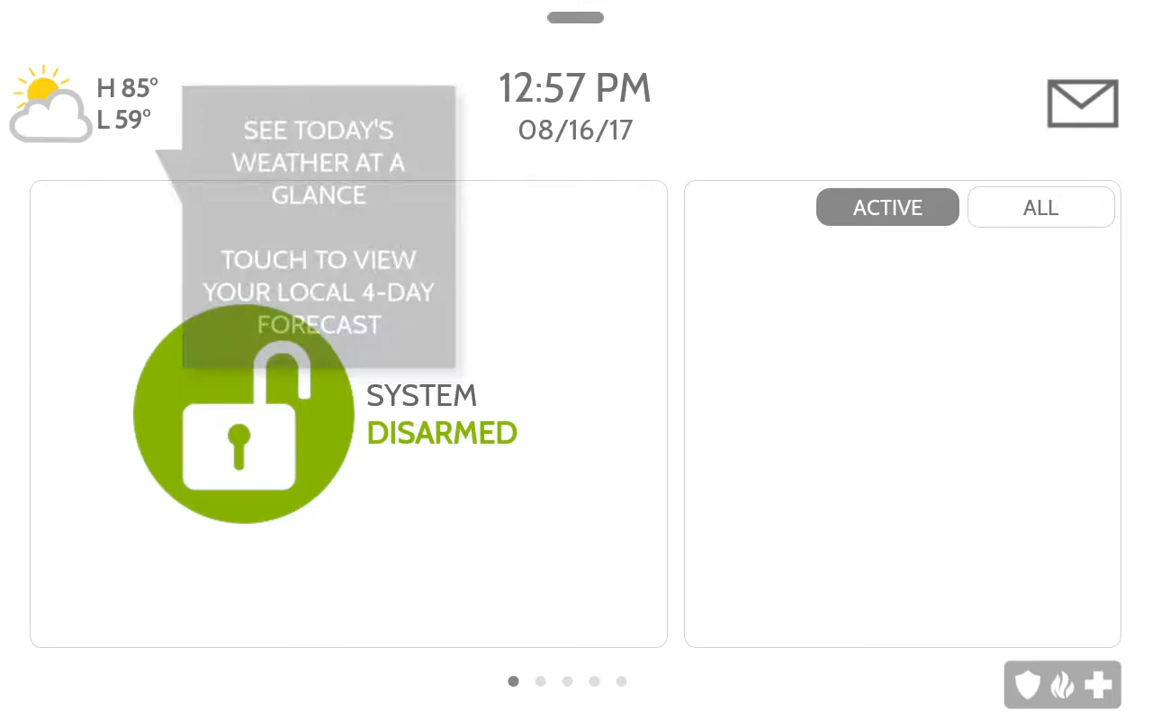 H 85°
L 59°
SEE TODAY'S
WEATHER AT A
GLANCE
TOUCH TO VIEW
YOUR LOCAL 4-DAY
FORECAST
12:57 PM
08/16/17
ACTIVE
ALL
SYSTEM
DISARMED